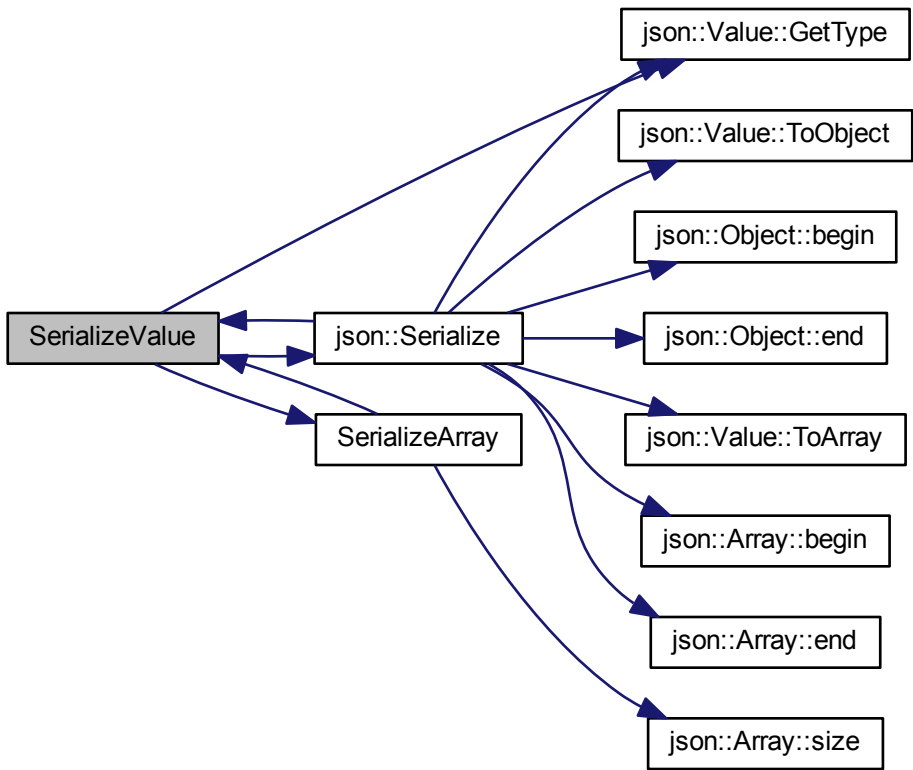 json::Value::GetType
json::Value::ToObject
json::Object::begin
SerializeValue
json::Serialize
json::Object::end
SerializeArray
json::Value::ToArray
json::Array::begin
json::Array::end
json::Array::size